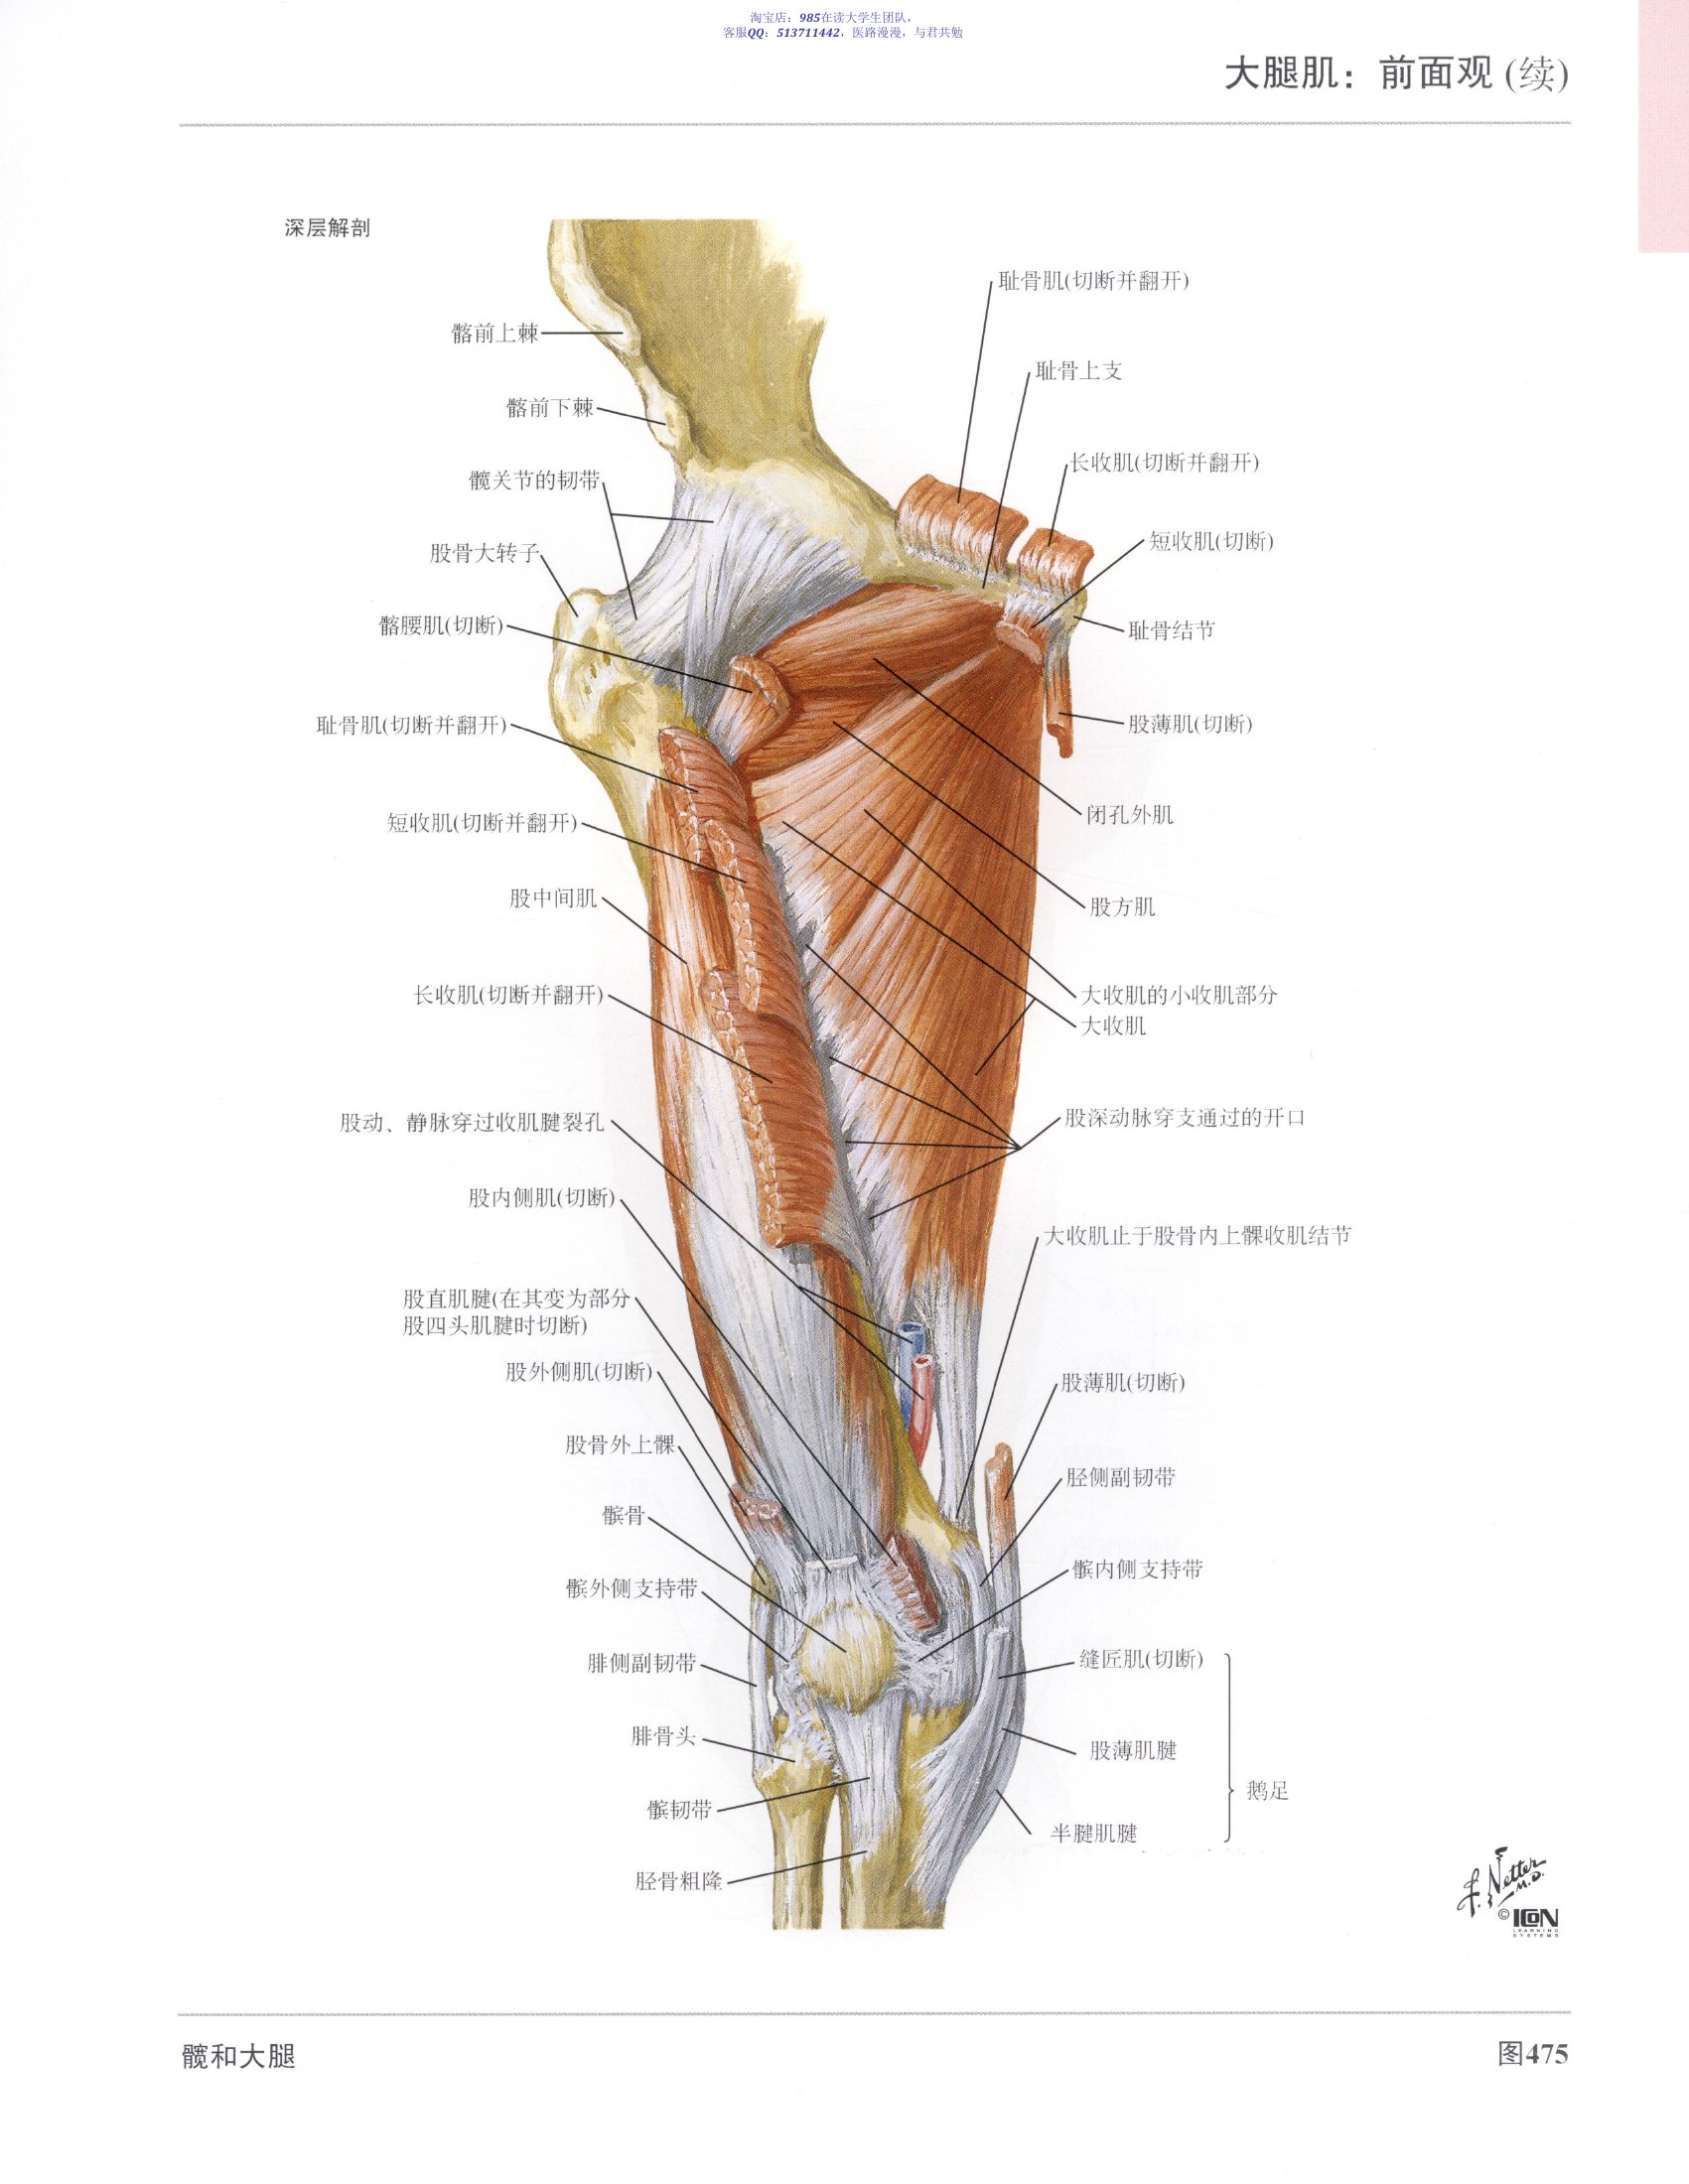 淘宝店：985在读大学生团队，
客服QQ：513711442，医路漫漫，与君共勉
大腿肌：前面观(续)
深层解剖
耻骨肌(切断并翻开)
髂前上棘
耻骨上支
髂前下棘
长收肌(切断并翻开)
髋关节的韧带
短收肌(切断)
股骨大转子
髂腰肌(切断)
耻骨结节
耻骨肌(切断并翻开)
股薄肌(切断)
闭孔外肌
短收肌(切断并翻开)
股中间肌
股方肌
长收肌(切断并翻开)
大收肌的小收肌部分
大收肌
股动、静脉穿过收肌腱裂孔
股深动脉穿支通过的开口
股内侧肌(切断)
大收肌止于股骨内上髁收肌结节
股直肌腱(在其变为部分
股四头肌腱时切断)
股外侧肌(切断)
股薄肌(切断)
股骨外上髁
胫侧副韧带
髌骨
髌内侧支持带
髌外侧支持带
腓侧副韧带
缝匠肌(切断)
腓骨头
股薄肌腱
鹅足
髌韧带
半腱肌腱
胫骨粗隆
F. Netter M.D.
© ICON
LEARNING
SYSTEMS
髋和大腿
图475